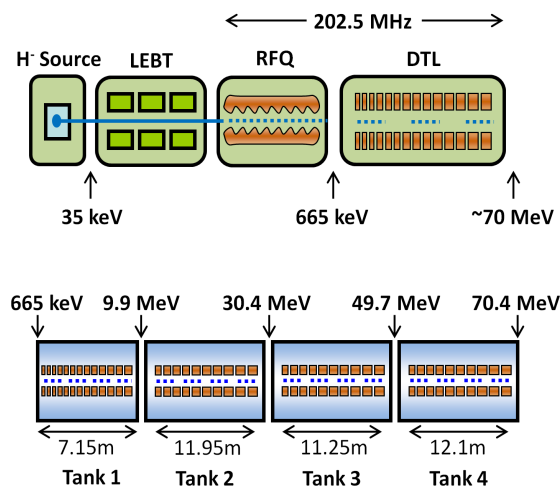 202.5 MHz
H- Source LEBT RFQ DTL
35 keV 665 keV ~70 MeV
665 keV 9.9 MeV 30.4 MeV 49.7 MeV 70.4 MeV
7.15m 11.95m 11.25m 12.1m
Tank 1 Tank 2 Tank 3 Tank 4